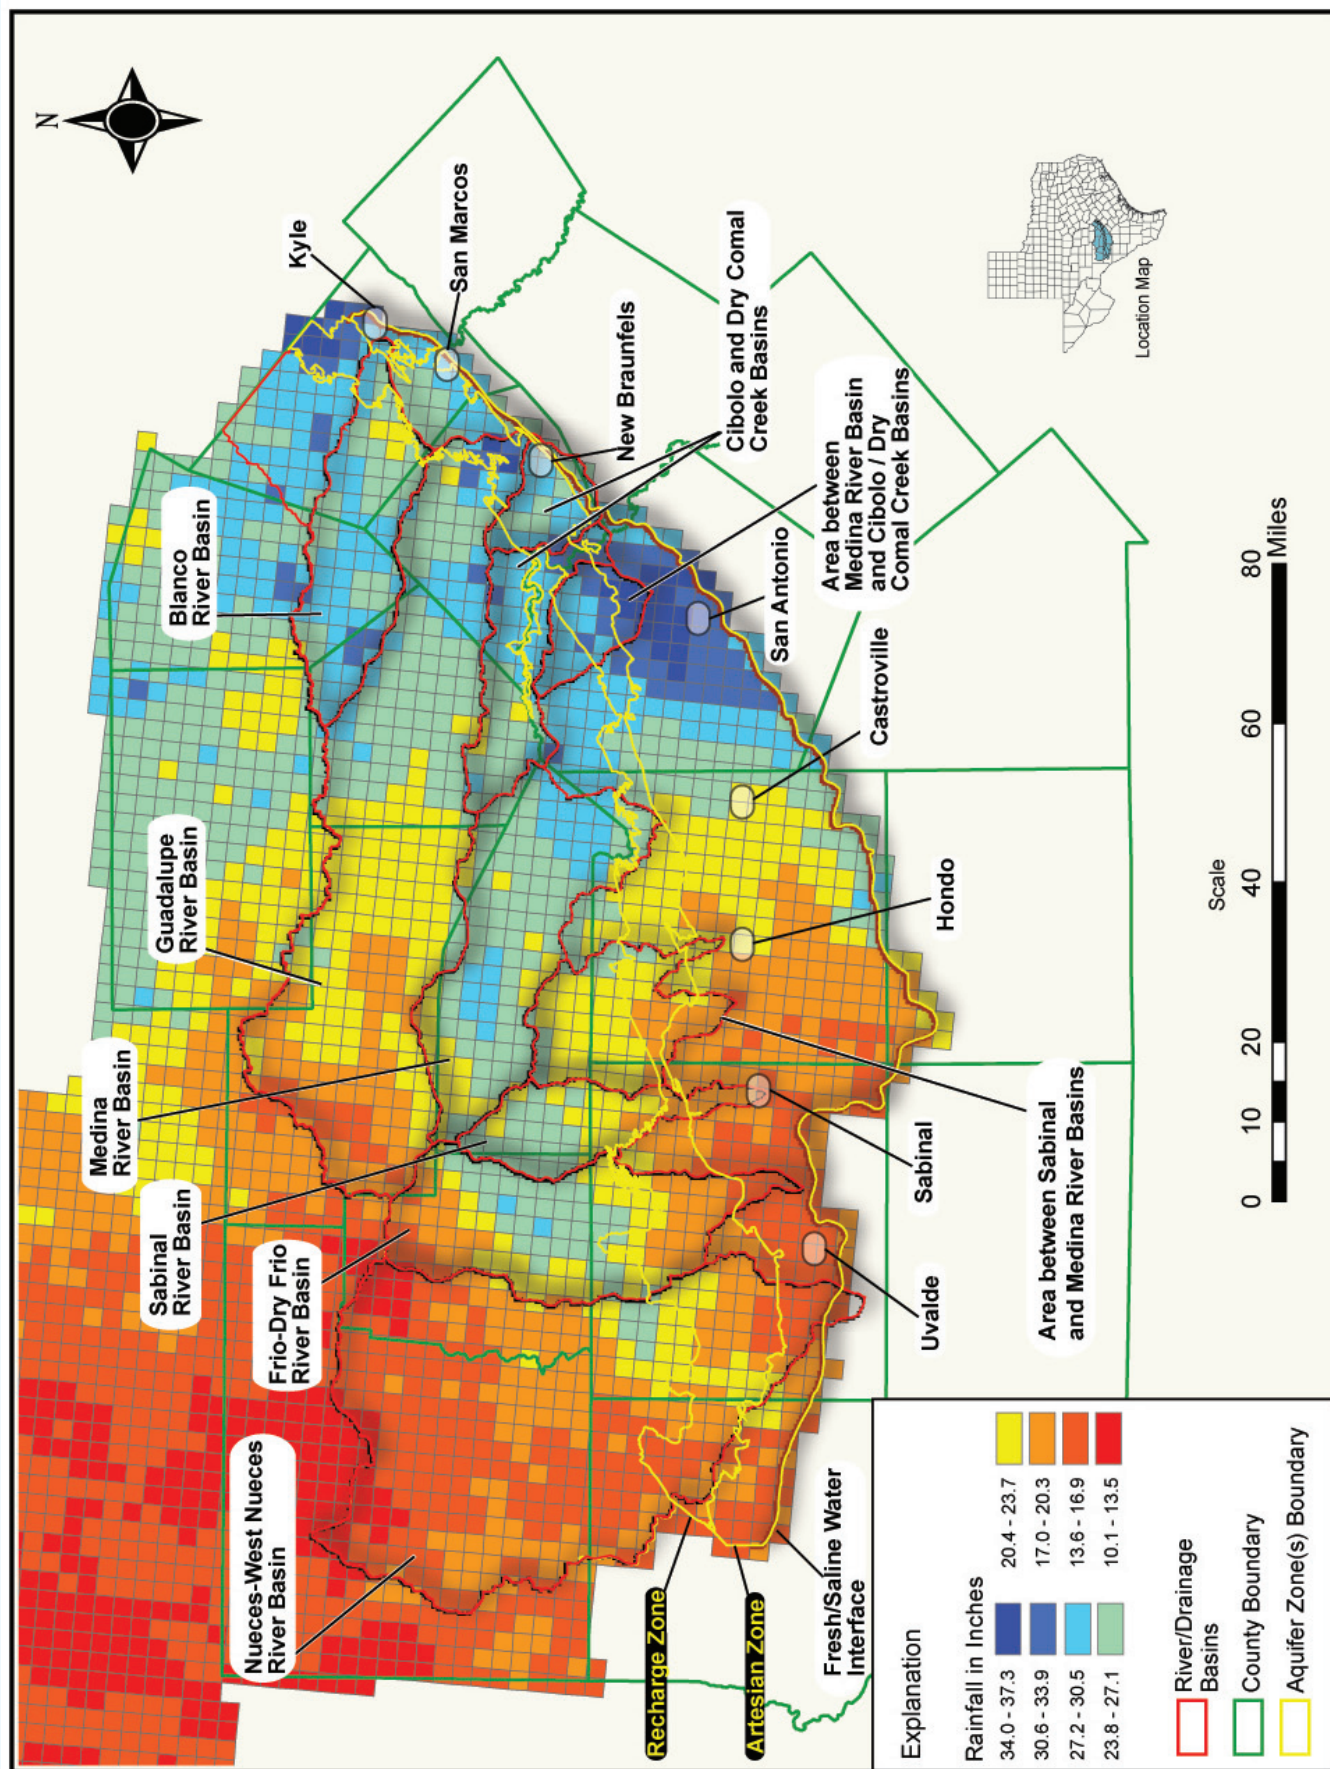 N
Kyle
San Marcos
New Braunfels
Cibolo and Dry Comal
Creek Basins
Area between
Medina River Basin
and Cibolo / Dry
Comal Creek Basins
San Antonio
Castroville
Hondo
Area between Sabinal
and Medina River Basins
Sabinal
Uvalde
Blanco
River Basin
Guadalupe
River Basin
Medina
River Basin
Sabinal
River Basin
Frio-Dry Frio
River Basin
Nueces-West Nueces
River Basin
Recharge Zone
Artesian Zone
Fresh/Saline Water
Interface
Location Map
Scale
0 10 20 40 60 80
Miles
Explanation
Rainfall in Inches
34.0 - 37.3
30.6 - 33.9
27.2 - 30.5
23.8 - 27.1
20.4 - 23.7
17.0 - 20.3
13.6 - 16.9
10.1 - 13.5
River/Drainage
Basins
County Boundary
Aquifer Zone(s) Boundary